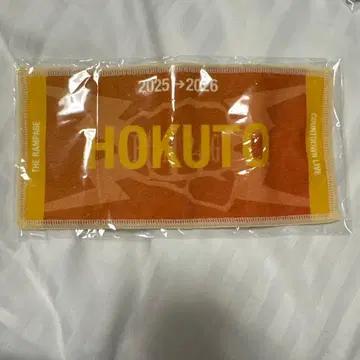 2025→2026
HOKUTO
THE RAMPAGE
COUNTDOWN LIVE